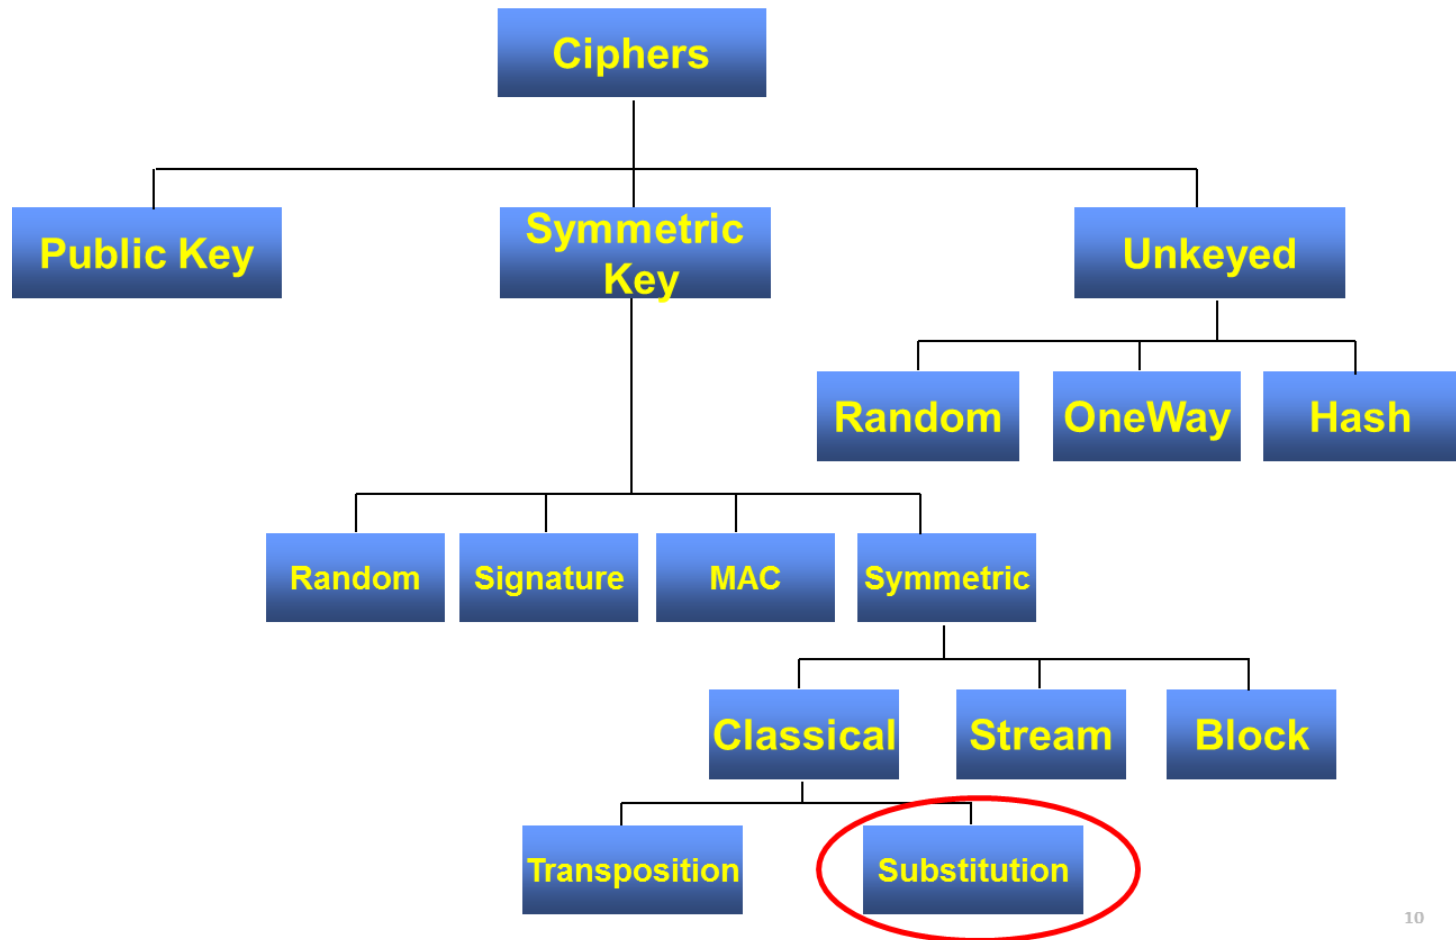 Ciphers
Public Key
Symmetric
Key
Unkeyed
Random
OneWay
Hash
Random
Signature
MAC
Symmetric
Classical
Stream
Block
Transposition
Substitution
10